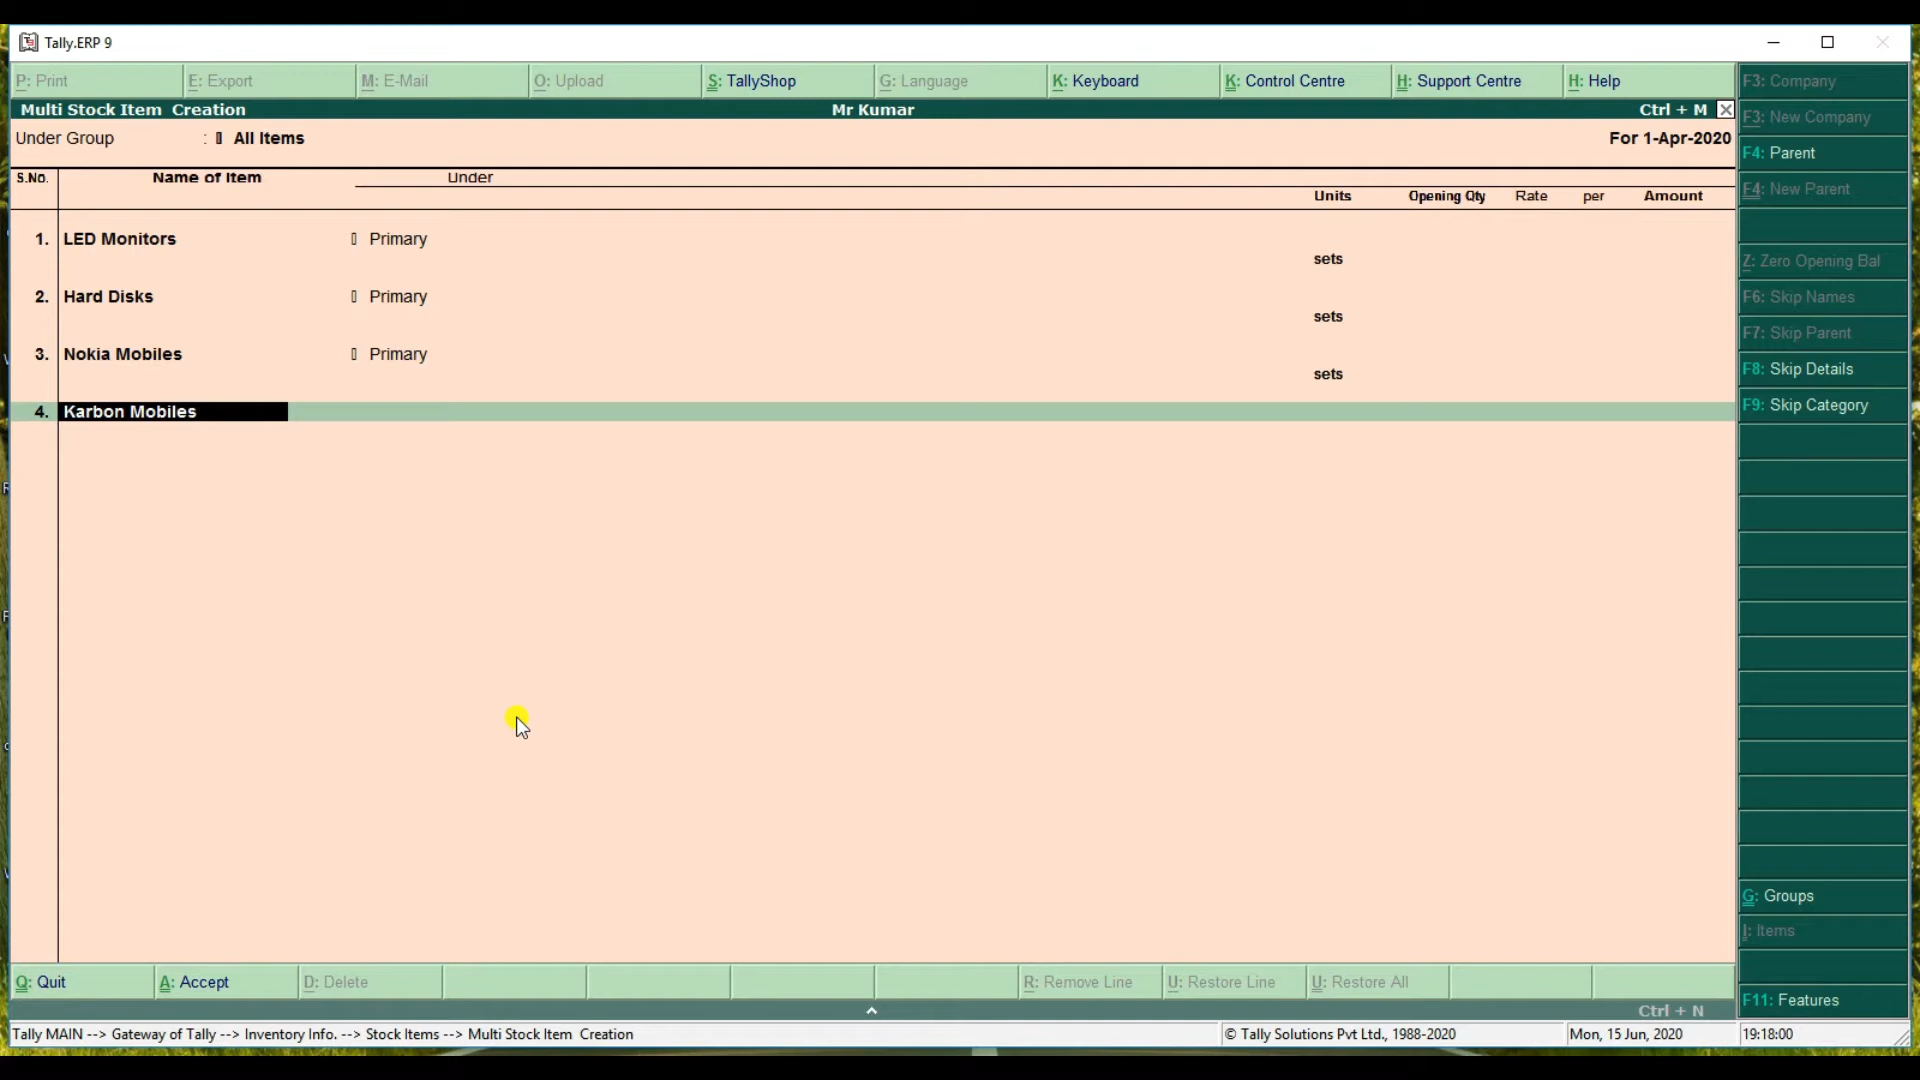 Tally.ERP 9
P: Print E: Export M: E-Mail O: Upload S: TallyShop G: Language K: Keyboard K: Control Centre H: Support Centre H: Help
Multi Stock Item Creation Mr Kumar Ctrl + M
Under Group : All Items For 1-Apr-2020
S.No. Name of Item Under
Units Opening Qty Rate per Amount
1. LED Monitors Primary
sets
2. Hard Disks Primary
sets
3. Nokia Mobiles Primary
sets
4. Karbon Mobiles
F3: Company
F3: New Company
F4: Parent
F4: New Parent
Z: Zero Opening Bal
F6: Skip Names
F7: Skip Parent
F8: Skip Details
F9: Skip Category
G: Groups
I: Items
F11: Features
Q: Quit A: Accept D: Delete R: Remove Line U: Restore Line U: Restore All
Ctrl + N
Tally MAIN --> Gateway of Tally --> Inventory Info. --> Stock Items --> Multi Stock Item Creation © Tally Solutions Pvt Ltd., 1988-2020 Mon, 15 Jun, 2020 19:18:00